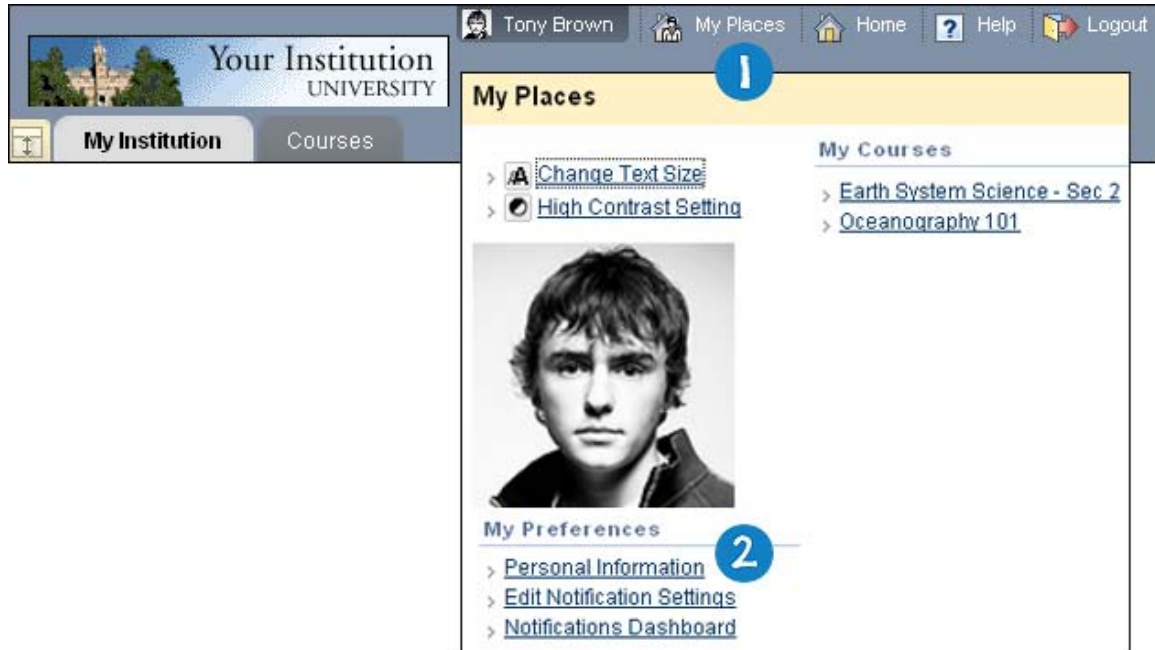 Tony Brown My Places Home ? Help Logout
1
Your Institution
UNIVERSITY
My Institution Courses
My Places
Change Text Size
High Contrast Setting
My Courses
Earth System Science - Sec 2
Oceanography 101
My Preferences
2
Personal Information
Edit Notification Settings
Notifications Dashboard